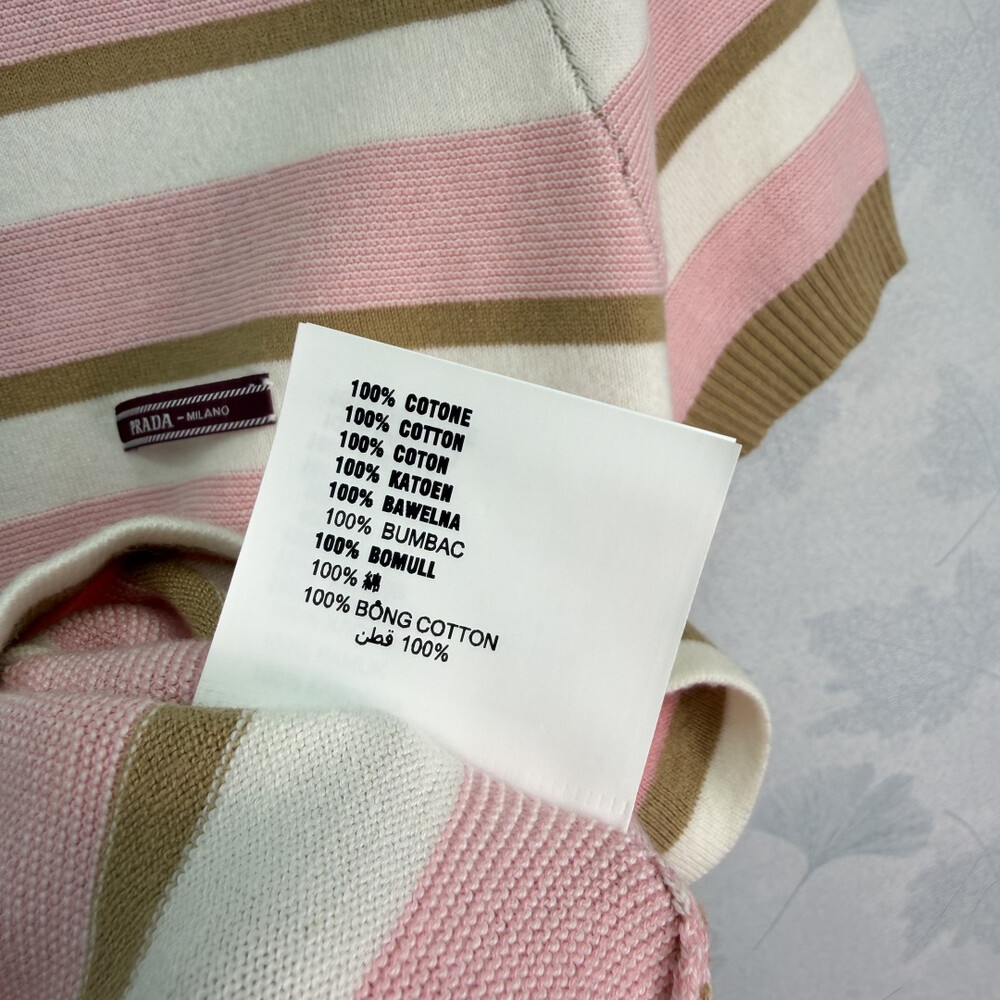 PRADA - MILANO
100% COTONE
100% COTTON
100% COTON
100% KATOEN
100% BAWELNA
100% BUMBAC
100% BOMULL
100% 綿
100% BÔNG COTTON
100% قطن